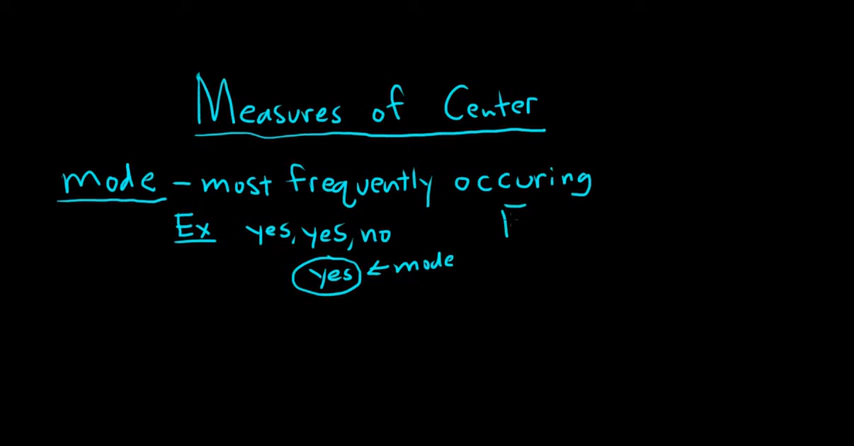 Measures of Center
mode - most frequently occuring
Ex yes, yes, no
yes ← mode